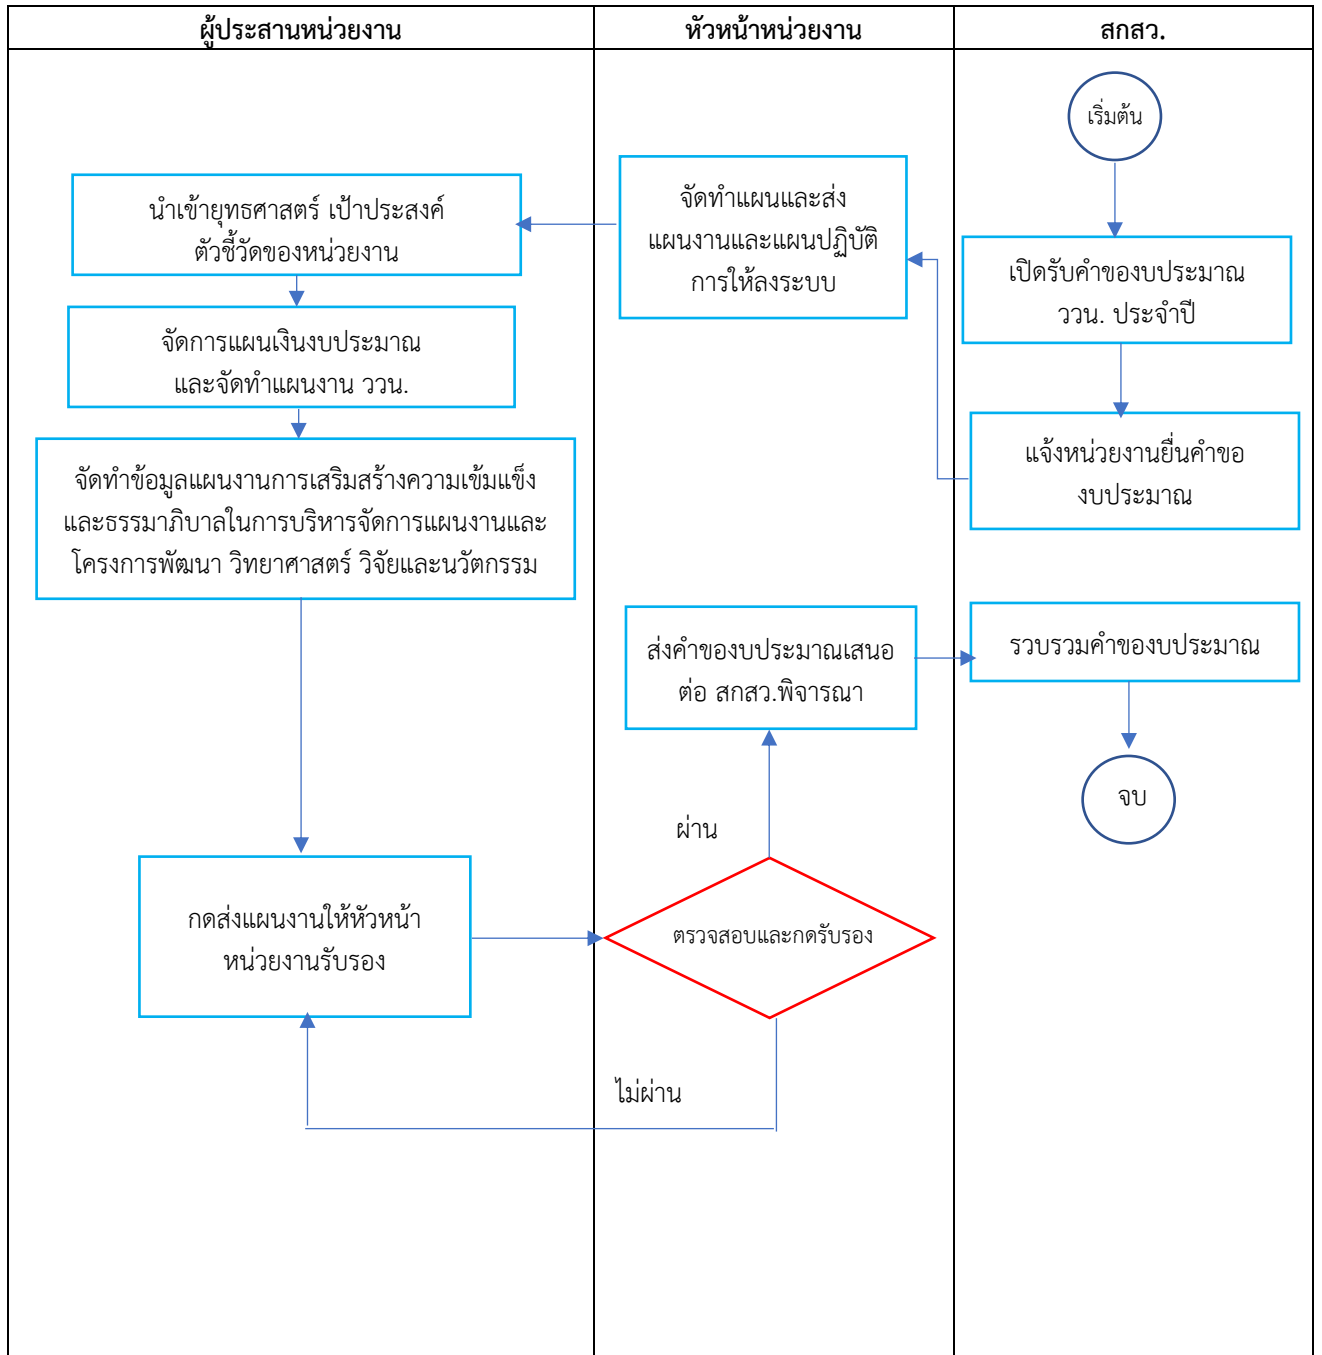 ผู้ประสานหน่วยงาน
หัวหน้าหน่วยงาน
สกสว.
เริ่มต้น
เปิดรับคำของบประมาณ
ววน. ประจำปี
แจ้งหน่วยงานยื่นคำขอ
งบประมาณ
จัดทำแผนและส่ง
แผนงานและแผนปฏิบัติ
การให้ลงระบบ
นำเข้ายุทธศาสตร์ เป้าประสงค์
ตัวชี้วัดของหน่วยงาน
จัดการแผนเงินงบประมาณ
และจัดทำแผนงาน ววน.
จัดทำข้อมูลแผนงานการเสริมสร้างความเข้มแข็ง
และธรรมาภิบาลในการบริหารจัดการแผนงานและ
โครงการพัฒนา วิทยาศาสตร์ วิจัยและนวัตกรรม
กดส่งแผนงานให้หัวหน้า
หน่วยงานรับรอง
ตรวจสอบและกดรับรอง
ไม่ผ่าน
ผ่าน
ส่งคำของบประมาณเสนอ
ต่อ สกสว.พิจารณา
รวบรวมคำของบประมาณ
จบ